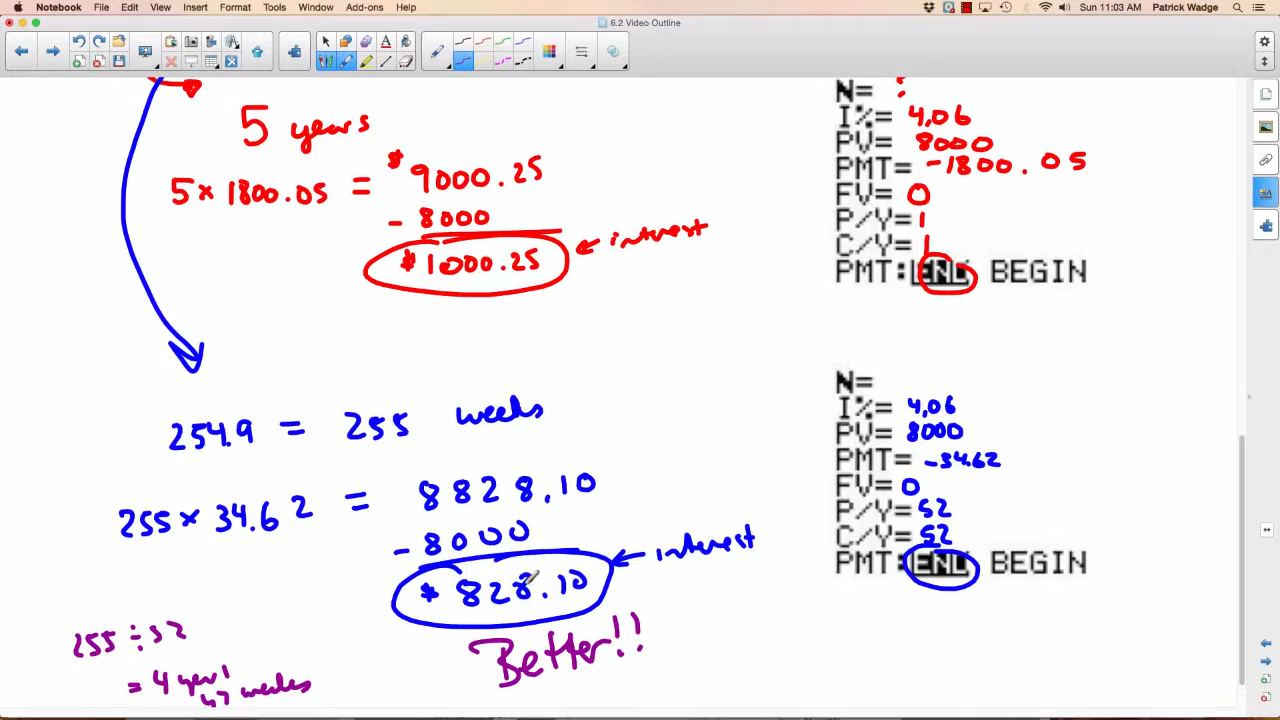 Notebook File Edit View Insert Format Tools Window Add-ons Help Sun 11:03 AM Patrick Wadge
6.2 Video Outline
5 years
5 × 1800.05 = $9000.25
- 8000
$1000.25 ← interest
N= ?
I%= 4.06
PV= 8000
PMT= -1800.05
FV= 0
P/Y= 1
C/Y= 1
PMT:END BEGIN
254.9 = 255 weeks
255 × 34.62 = 8828.10
- 8000
$828.10 ← interest
Better!!
255 ÷ 52
= 4 years
47 weeks
N=
I%= 4.06
PV= 8000
PMT= -34.62
FV= 0
P/Y= 52
C/Y= 52
PMT:END BEGIN